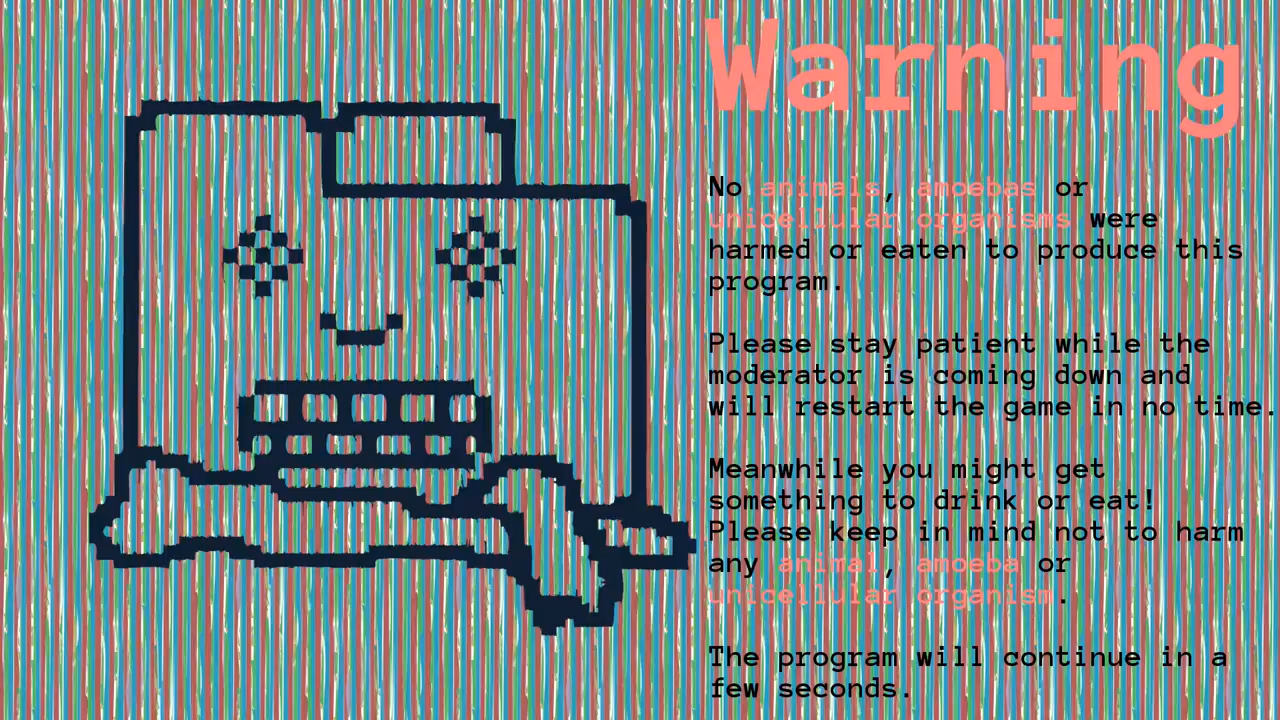 Warning
No animals, amoebas or
unicellular organisms were
harmed or eaten to produce this
program.
Please stay patient while the
moderator is coming down and
will restart the game in no time.
Meanwhile you might get
something to drink or eat!
Please keep in mind not to harm
any animal, amoeba or
unicellular organism.
The program will continue in a
few seconds.